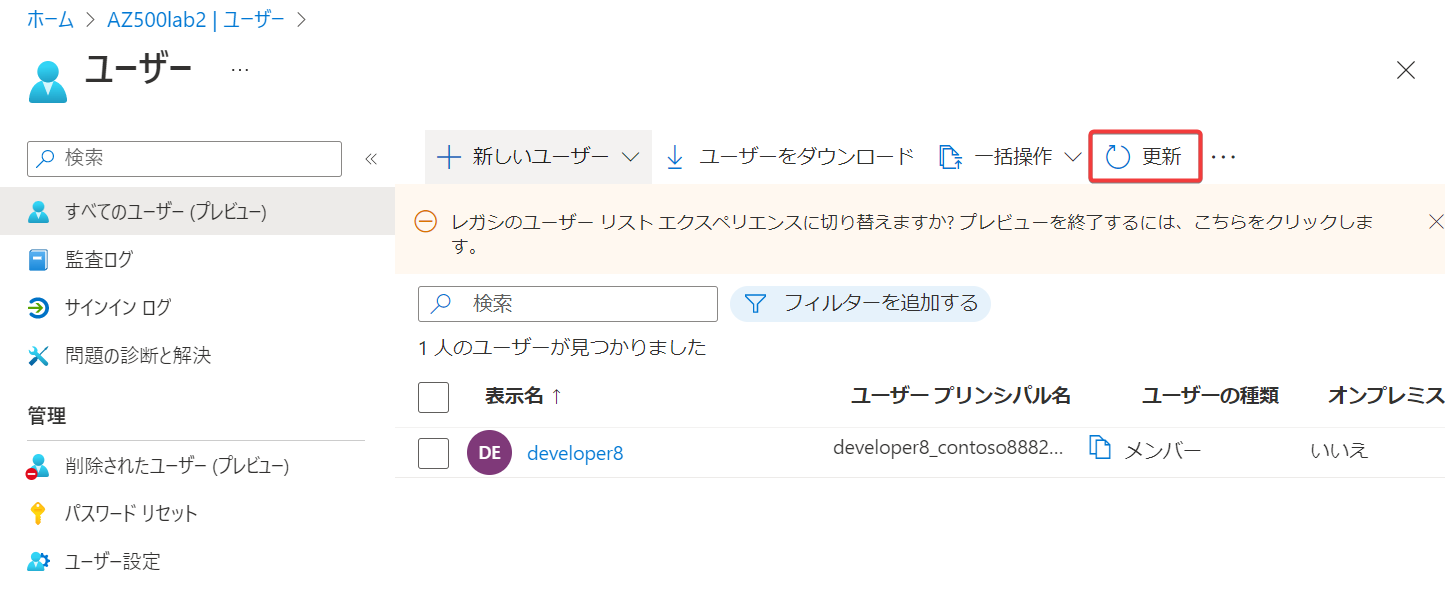 ホーム > AZ500lab2 | ユーザー >
ユーザー ...
検索 «
すべてのユーザー (プレビュー)
監査ログ
サインイン ログ
問題の診断と解決
管理
削除されたユーザー (プレビュー)
パスワード リセット
ユーザー設定
新しいユーザー ユーザーをダウンロード 一括操作 更新 ...
レガシのユーザー リスト エクスペリエンスに切り替えますか? プレビューを終了するには、こちらをクリックしま
す。
検索 フィルターを追加する
1 人のユーザーが見つかりました
表示名 ↑ ユーザー プリンシパル名 ユーザーの種類 オンプレミス
DE developer8 developer8_contoso8882... メンバー いいえ